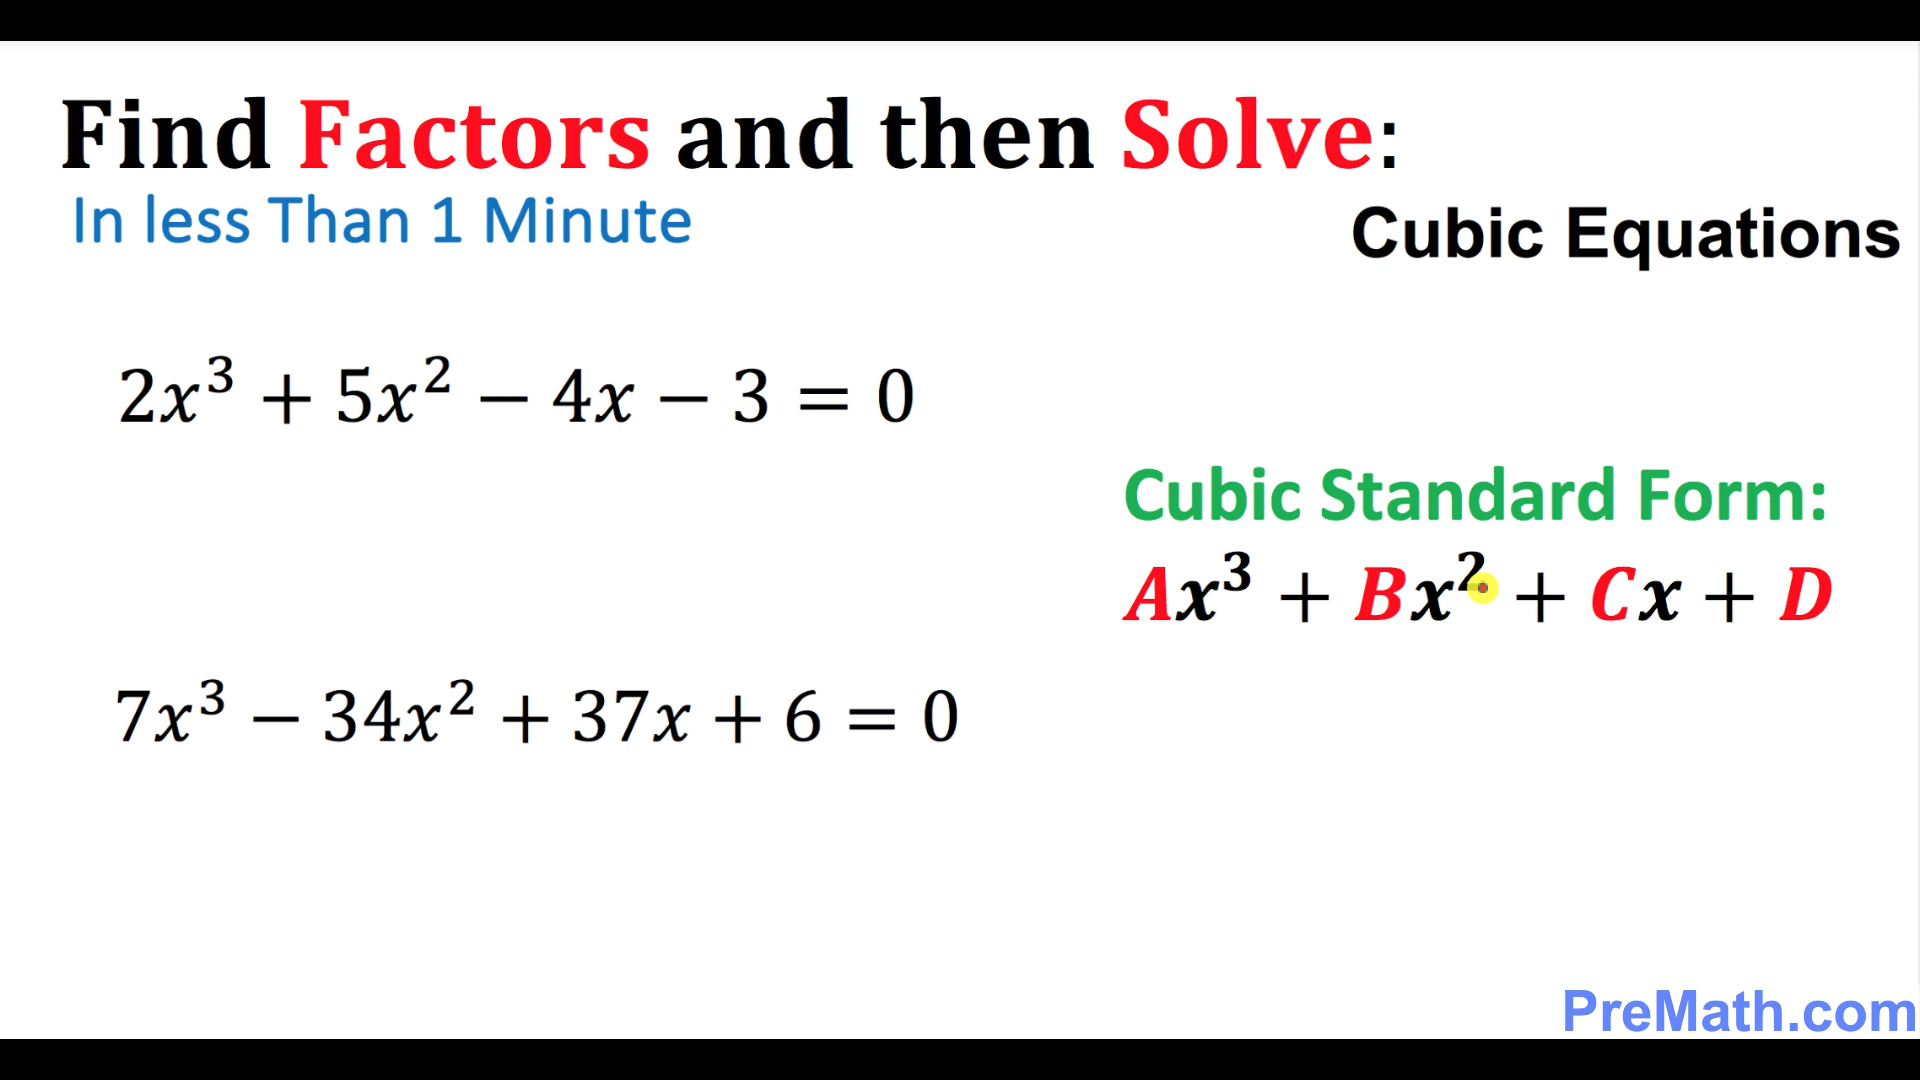 Find Factors and then Solve:
In less Than 1 Minute
Cubic Equations
2x³ + 5x² − 4x − 3 = 0
Cubic Standard Form:
Ax³ + Bx² + Cx + D
7x³ − 34x² + 37x + 6 = 0
PreMath.com